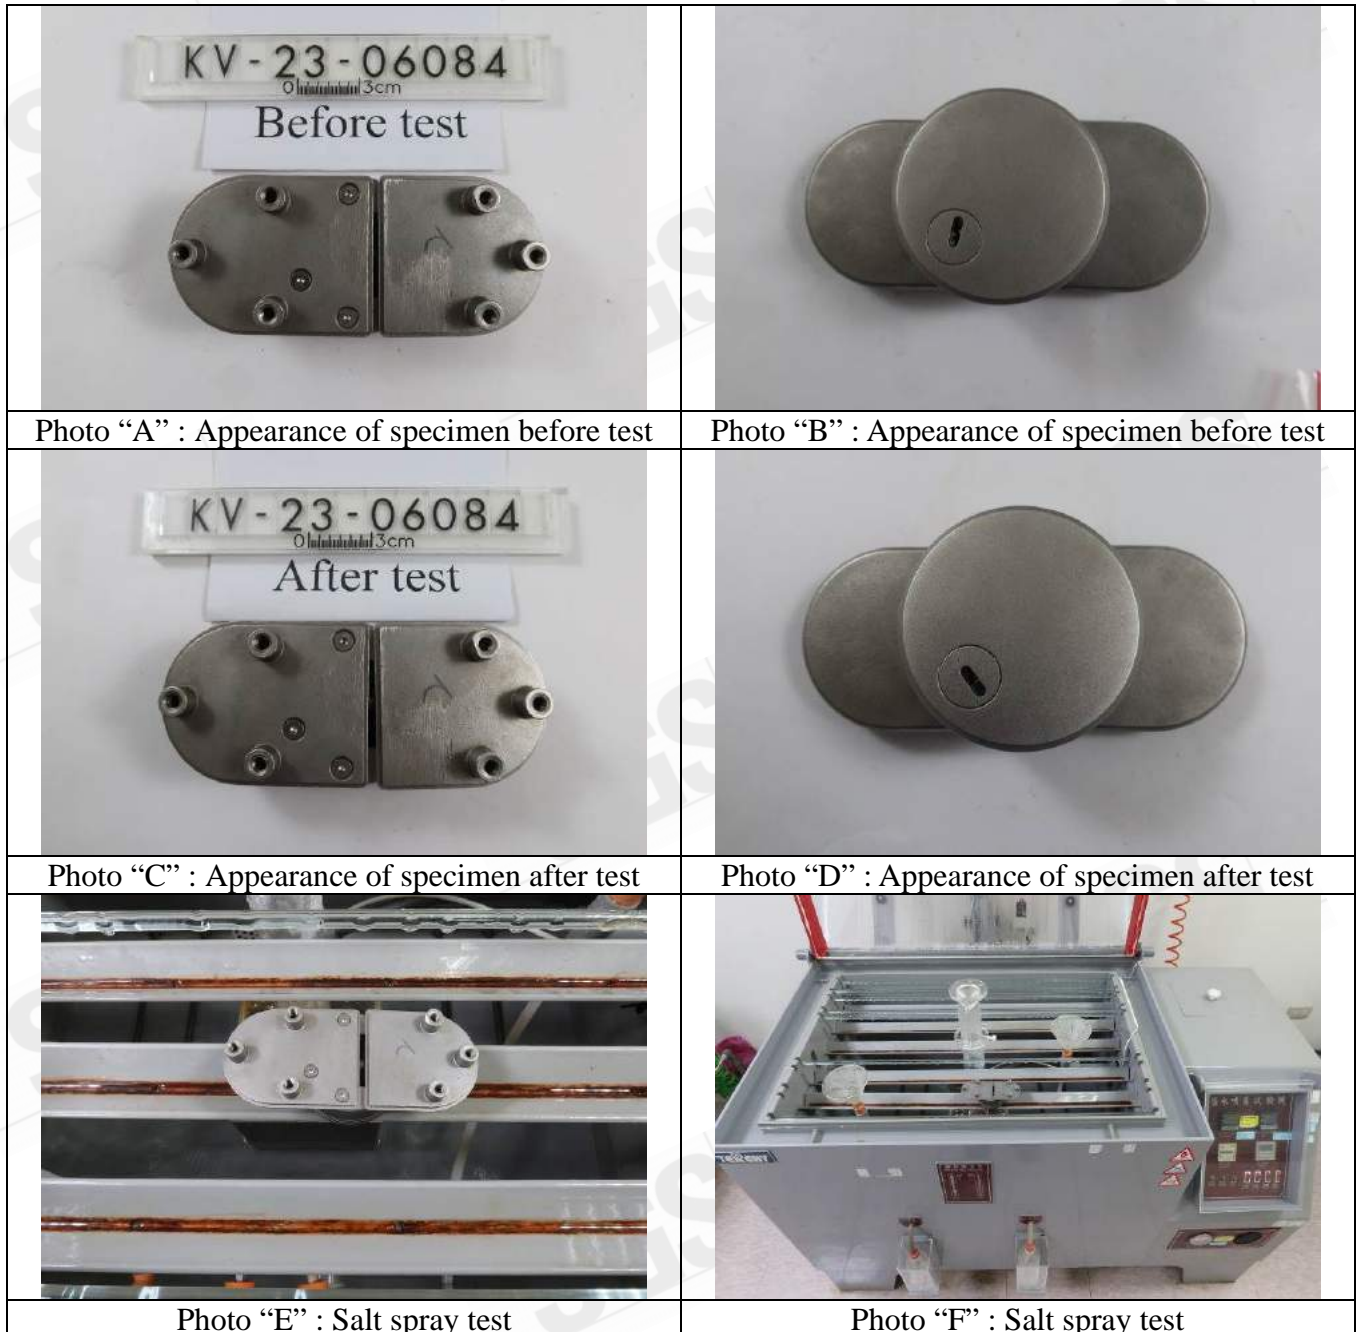 KV-23-06084
0 3cm
Before test
Photo “A” : Appearance of specimen before test
Photo “B” : Appearance of specimen before test
KV-23-06084
0 3cm
After test
Photo “C” : Appearance of specimen after test
Photo “D” : Appearance of specimen after test
Photo “E” : Salt spray test
Photo “F” : Salt spray test